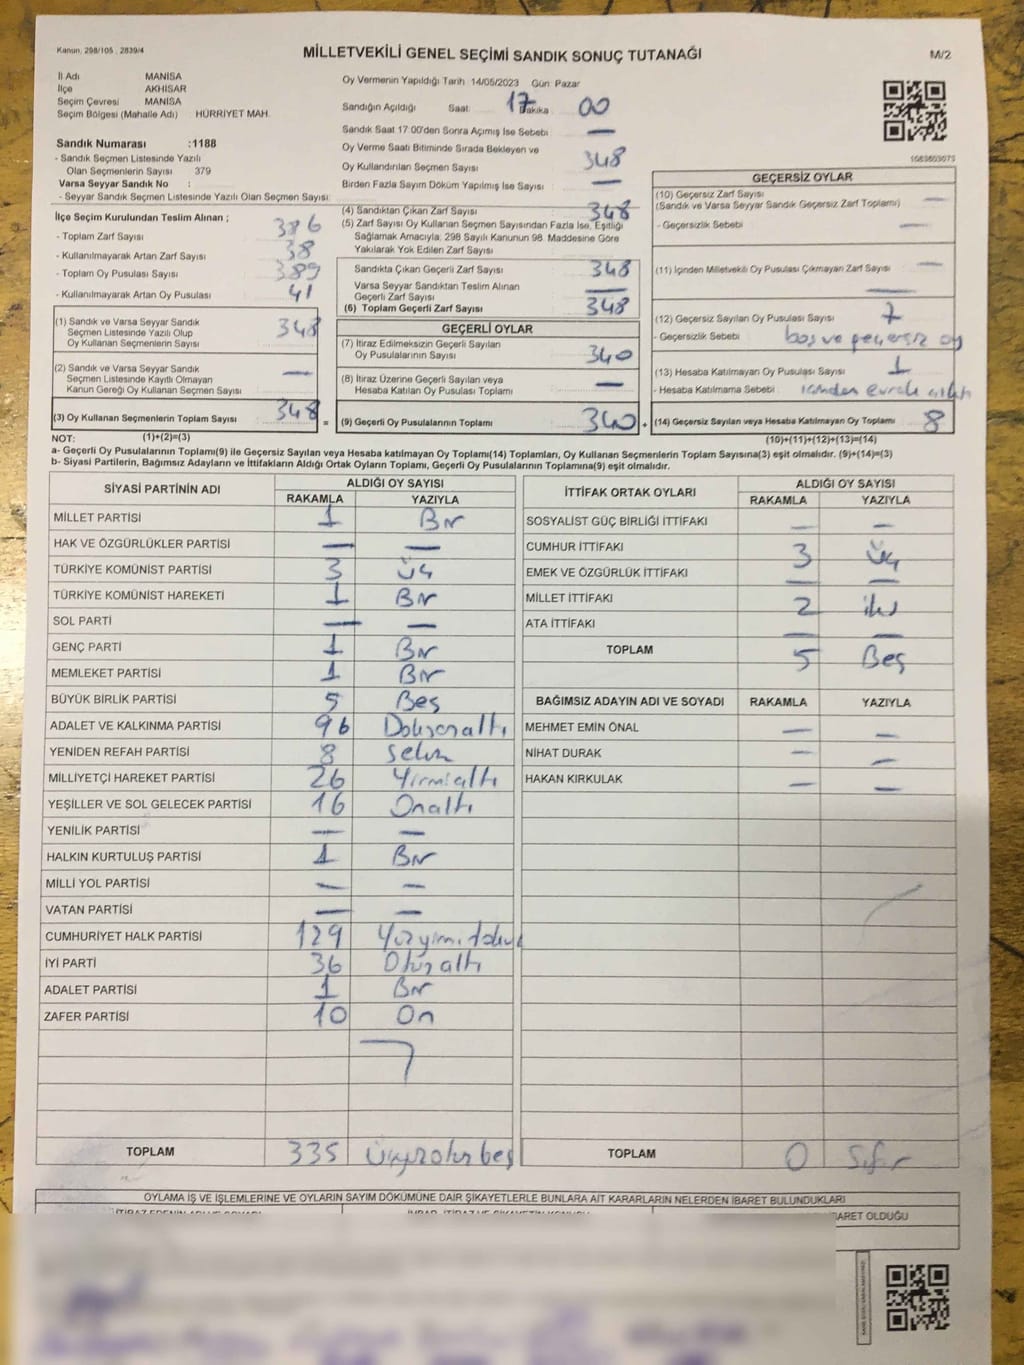 Kanun, 298/105 . 2839/4
MİLLETVEKİLİ GENEL SEÇİMİ SANDIK SONUÇ TUTANAĞI
M/2
İl Adı MANİSA
İlçe AKHİSAR
Seçim Çevresi MANİSA
Seçim Bölgesi (Mahalle Adı) HÜRRİYET MAH.
Sandık Numarası :1188
- Sandık Seçmen Listesinde Yazılı
Olan Seçmenlerin Sayısı 379
Varsa Seyyar Sandık No :
- Seyyar Sandık Seçmen Listesinde Yazılı Olan Seçmen Sayısı:
Oy Vermenin Yapıldığı Tarih 14/05/2023 Gün Pazar
Sandığın Açıldığı Saat: 17 Dakika 00
Sandık Saat 17:00'den Sonra Açımış İse Sebebi —
Oy Verme Saati Bitiminde Sırada Bekleyen ve
Oy Kullandırılan Seçmen Sayısı 348
Birden Fazla Sayım Döküm Yapılmış İse Sayısı —
1083603075
İlçe Seçim Kurulundan Teslim Alınan ;
- Toplam Zarf Sayısı 386
- Kullanılmayarak Artan Zarf Sayısı 38
- Toplam Oy Pusulası Sayısı 389
- Kullanılmayarak Artan Oy Pusulası 41
(1) Sandık ve Varsa Seyyar Sandık
Seçmen Listesinde Yazılı Olup
Oy Kullanan Seçmenlerin Sayısı 348
(2) Sandık ve Varsa Seyyar Sandık
Seçmen Listesinde Kayıtlı Olmayan
Kanun Gereği Oy Kullanan Seçmen Sayısı —
(3) Oy Kullanan Seçmenlerin Toplam Sayısı 348
(4) Sandıktan Çıkan Zarf Sayısı 348
(5) Zarf Sayısı Oy Kullanan Seçmen Sayısından Fazla İse, Eşitliği
Sağlamak Amacıyla; 298 Sayılı Kanunun 98. Maddesine Göre
Yakılarak Yok Edilen Zarf Sayısı
Sandıkta Çıkan Geçerli Zarf Sayısı 348
Varsa Seyyar Sandıktan Teslim Alınan
Geçerli Zarf Sayısı —
(6) Toplam Geçerli Zarf Sayısı 348
GEÇERLİ OYLAR
(7) İtiraz Edilmeksizin Geçerli Sayılan
Oy Pusulalarının Sayısı 340
(8) İtiraz Üzerine Geçerli Sayılan veya
Hesaba Katılan Oy Pusulası Toplamı —
= (9) Geçerli Oy Pusulalarının Toplamı 340 +
GEÇERSİZ OYLAR
(10) Geçersiz Zarf Sayısı —
(Sandık ve Varsa Seyyar Sandık Geçersiz Zarf Toplamı)
- Geçersizlik Sebebi —
(11) İçinden Milletvekili Oy Pusulası Çıkmayan Zarf Sayısı —
(12) Geçersiz Sayılan Oy Pusulası Sayısı 7
- Geçersizlik Sebebi boş ve geçersiz oy
(13) Hesaba Katılmayan Oy Pusulası Sayısı 1
- Hesaba Katılmama Sebebi : içinden evrak
(14) Geçersiz Sayılan veya Hesaba Katılmayan Oy Toplamı 8
NOT: (1)+(2)=(3)
(10)+(11)+(12)+(13)=(14)
a- Geçerli Oy Pusulalarının Toplamı(9) ile Geçersiz Sayılan veya Hesaba katılmayan Oy Toplamı(14) Toplamları, Oy Kullanan Seçmenlerin Toplam Sayısına(3) eşit olmalıdır. (9)+(14)=(3)
b- Siyasi Partilerin, Bağımsız Adayların ve İttifakların Aldığı Ortak Oyların Toplamı, Geçerli Oy Pusulalarının Toplamına(9) eşit olmalıdır.
SİYASİ PARTİNİN ADI ALDIĞI OY SAYISI
RAKAMLA YAZIYLA
MİLLET PARTİSİ 1 Bir
HAK VE ÖZGÜRLÜKLER PARTİSİ — —
TÜRKİYE KOMÜNİST PARTİSİ 3 Üç
TÜRKİYE KOMÜNİST HAREKETİ 1 Bir
SOL PARTİ — —
GENÇ PARTİ 1 Bir
MEMLEKET PARTİSİ 1 Bir
BÜYÜK BİRLİK PARTİSİ 5 Beş
ADALET VE KALKINMA PARTİSİ 96 Doksanaltı
YENİDEN REFAH PARTİSİ 8 Sekiz
MİLLİYETÇİ HAREKET PARTİSİ 26 Yirmialtı
YEŞİLLER VE SOL GELECEK PARTİSİ 16 Onaltı
YENİLİK PARTİSİ — —
HALKIN KURTULUŞ PARTİSİ 1 Bir
MİLLİ YOL PARTİSİ — —
VATAN PARTİSİ — —
CUMHURİYET HALK PARTİSİ 129 Yüzyirmidokuz
İYİ PARTİ 36 Otuzaltı
ADALET PARTİSİ 1 Bir
ZAFER PARTİSİ 10 On
TOPLAM 335 Üçyüzotuzbeş
İTTİFAK ORTAK OYLARI ALDIĞI OY SAYISI
RAKAMLA YAZIYLA
SOSYALİST GÜÇ BİRLİĞİ İTTİFAKI — —
CUMHUR İTTİFAKI 3 Üç
EMEK VE ÖZGÜRLÜK İTTİFAKI — —
MİLLET İTTİFAKI 2 iki
ATA İTTİFAKI — —
TOPLAM 5 Beş
BAĞIMSIZ ADAYIN ADI VE SOYADI RAKAMLA YAZIYLA
MEHMET EMİN ÖNAL — —
NİHAT DURAK — —
HAKAN KIRKULAK — —
TOPLAM 0 Sıfır
OYLAMA İŞ VE İŞLEMLERİNE VE OYLARIN SAYIM DÖKÜMÜNE DAİR ŞİKAYETLERLE BUNLARA AİT KARARLARIN NELERDEN İBARET BULUNDUKLARI
İBARET OLDUĞU